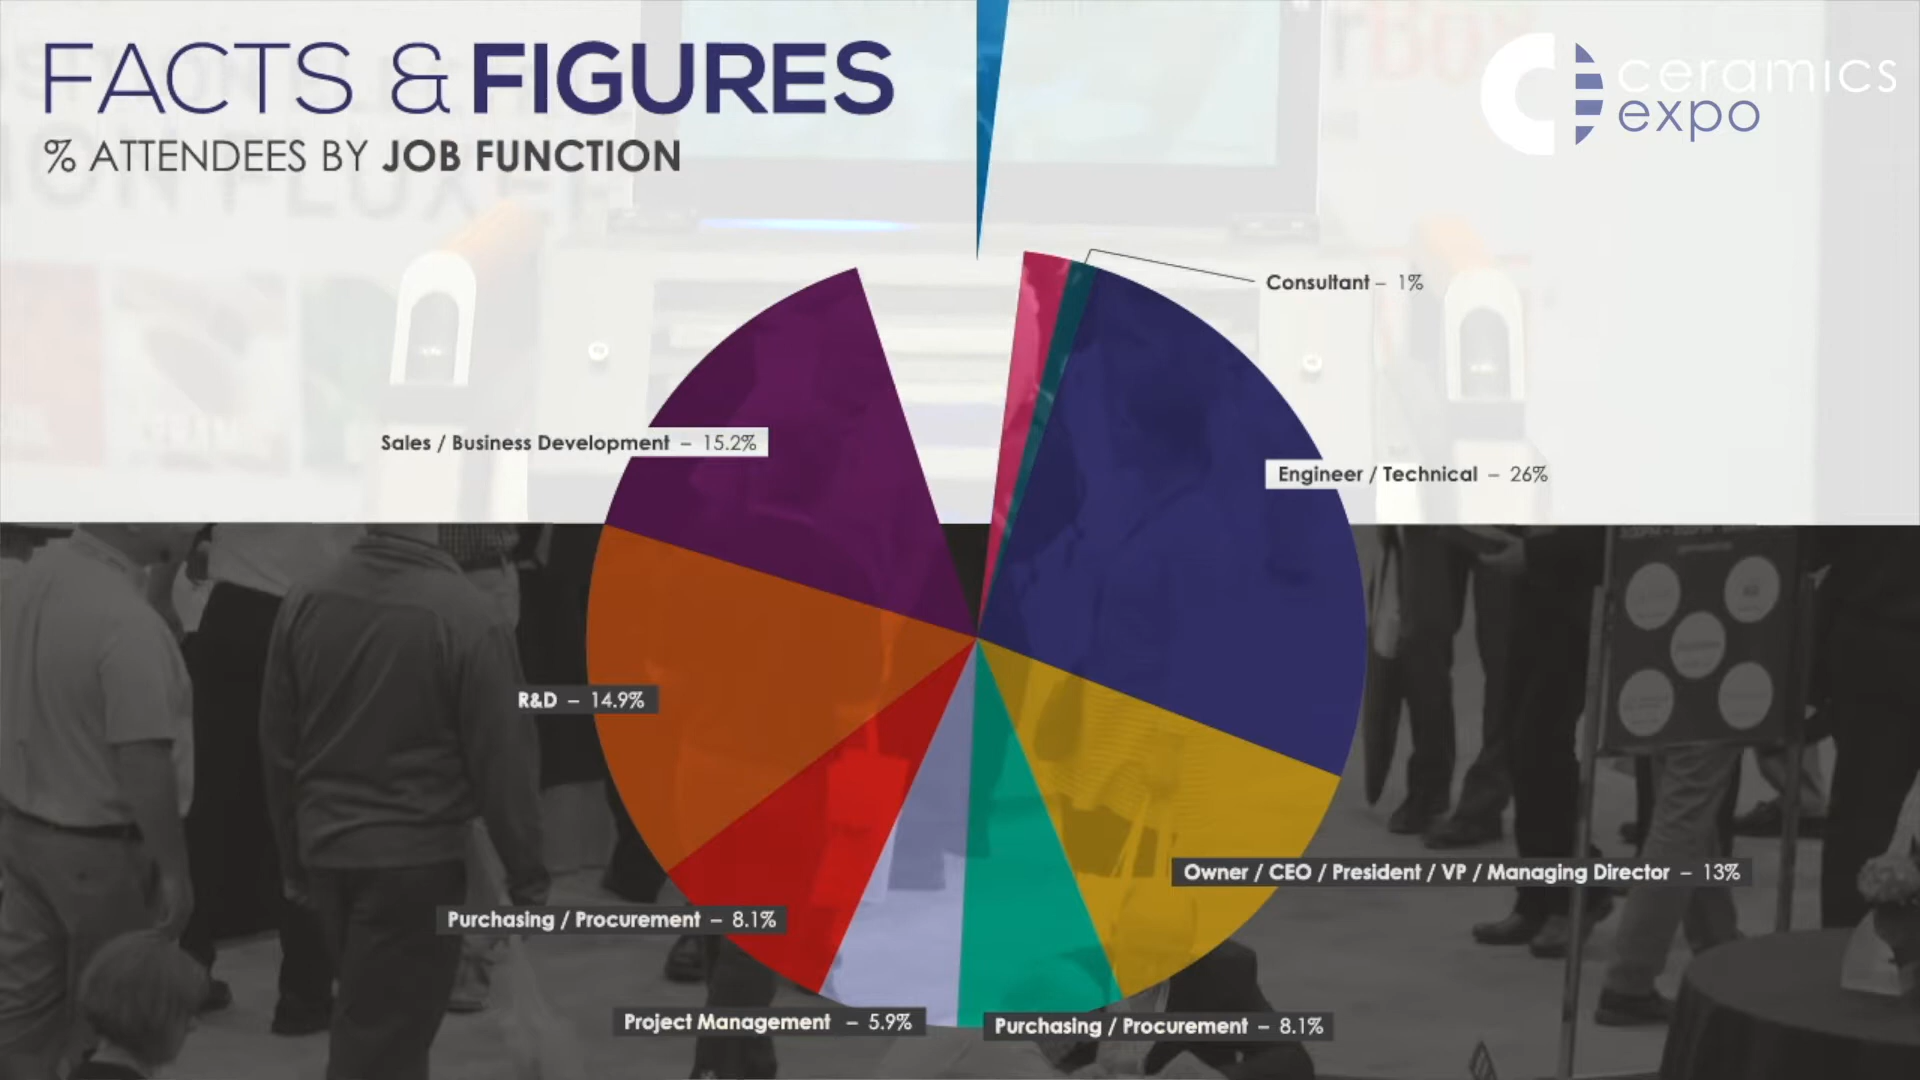 FACTS & FIGURES
% ATTENDEES BY JOB FUNCTION
ceramics
expo
Consultant – 1%
Sales / Business Development – 15.2%
Engineer / Technical – 26%
R&D – 14.9%
Owner / CEO / President / VP / Managing Director – 13%
Purchasing / Procurement – 8.1%
Project Management – 5.9%
Purchasing / Procurement – 8.1%